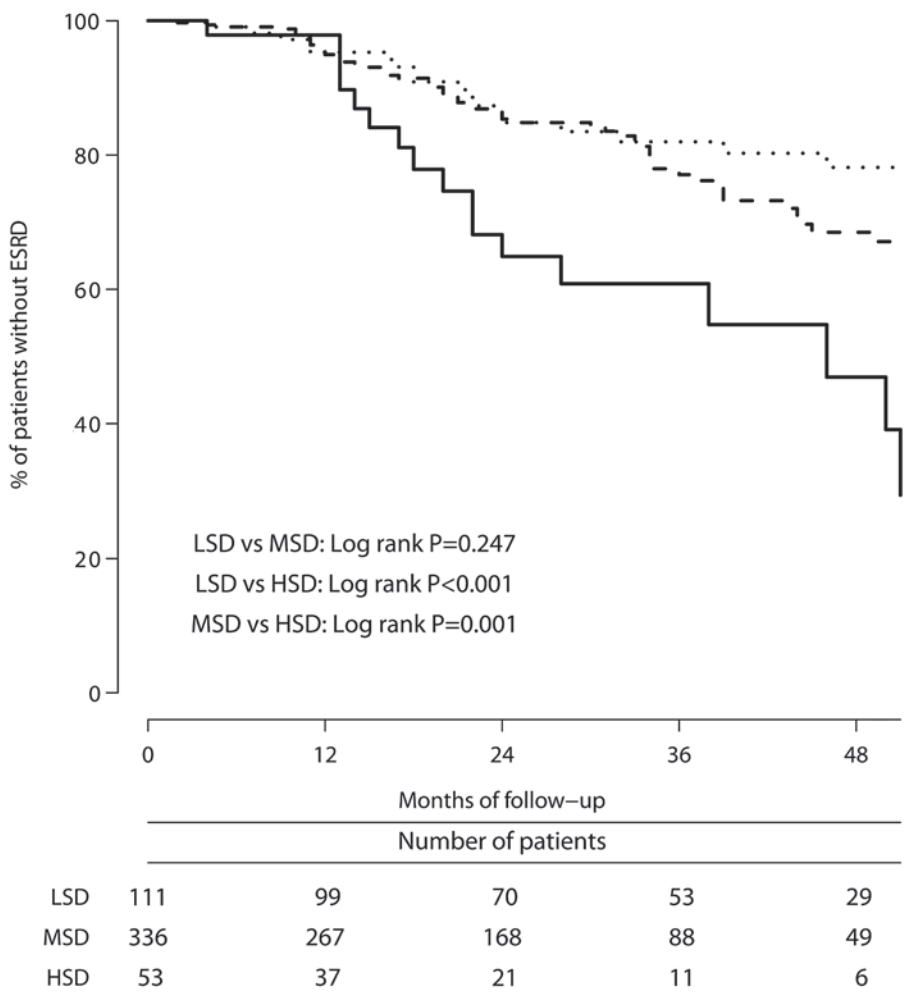 100
80
60
40
20
0
% of patients without ESRD
LSD vs MSD: Log rank P=0.247
LSD vs HSD: Log rank P<0.001
MSD vs HSD: Log rank P=0.001
0 12 24 36 48
Months of follow−up
Number of patients
LSD 111 99 70 53 29
MSD 336 267 168 88 49
HSD 53 37 21 11 6